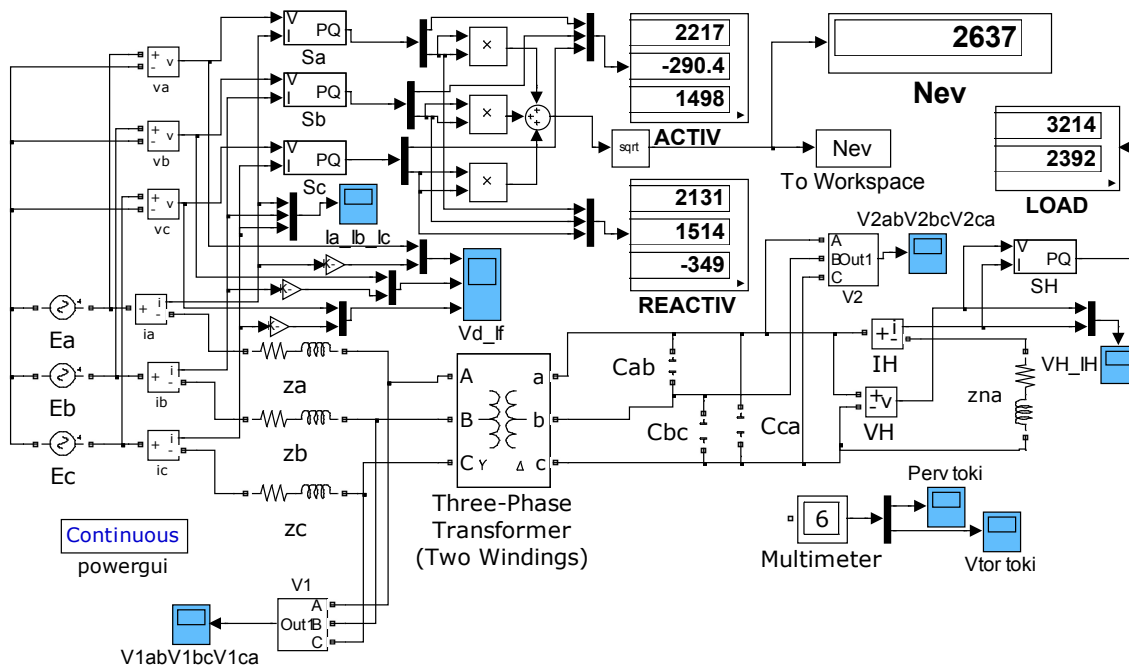 V
I
PQ
Sa
V
I
PQ
Sb
V
I
PQ
Sc
+
-
v
va
+
-
v
vb
+
-
v
vc
×
×
×
+
+
+
sqrt
2217
-290.4
1498
ACTIV
2637
Nev
Nev
To Workspace
3214
2392
LOAD
2131
1514
-349
REACTIV
Ia_Ib_Ic
K-
K-
K-
Vd_If
V2abV2bcV2ca
A
B
C
Out1
V2
V
I
PQ
SH
VH_IH
Ea
+
-
i
ia
Eb
+
-
i
ib
Ec
+
-
i
ic
za
zb
zc
A
B
C
Y
a
b
c
Δ
Three-Phase
Transformer
(Two Windings)
Cab
Cbc
Cca
+
-
i
IH
+
-
v
VH
zna
Continuous
powergui
6
Multimeter
Perv toki
Vtor toki
V1
A
B
C
Out1
V1abV1bcV1ca